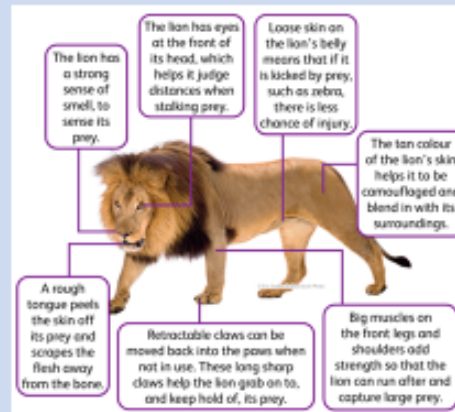 The lion has
a strong
sense of
smell, to
sense its
prey.
The lion has eyes
at the front of
its head, which
helps it judge
distances when
stalking prey.
Loose skin on
the lion's belly
means that if it
is kicked by prey,
such as zebra,
there is less
chance of injury.
The tan colour
of the lion's skin
helps it to be
camouflaged and
blend in with its
surroundings.
A rough
tongue peels
the skin off
its prey and
scrapes the
flesh away
from the bone.
Retractable claws can be
moved back into the paws when
not in use. These long sharp
claws help the lion grab on to,
and keep hold of, its prey.
Big muscles on
the front legs and
shoulders add
strength so that the
lion can run after and
capture large prey.